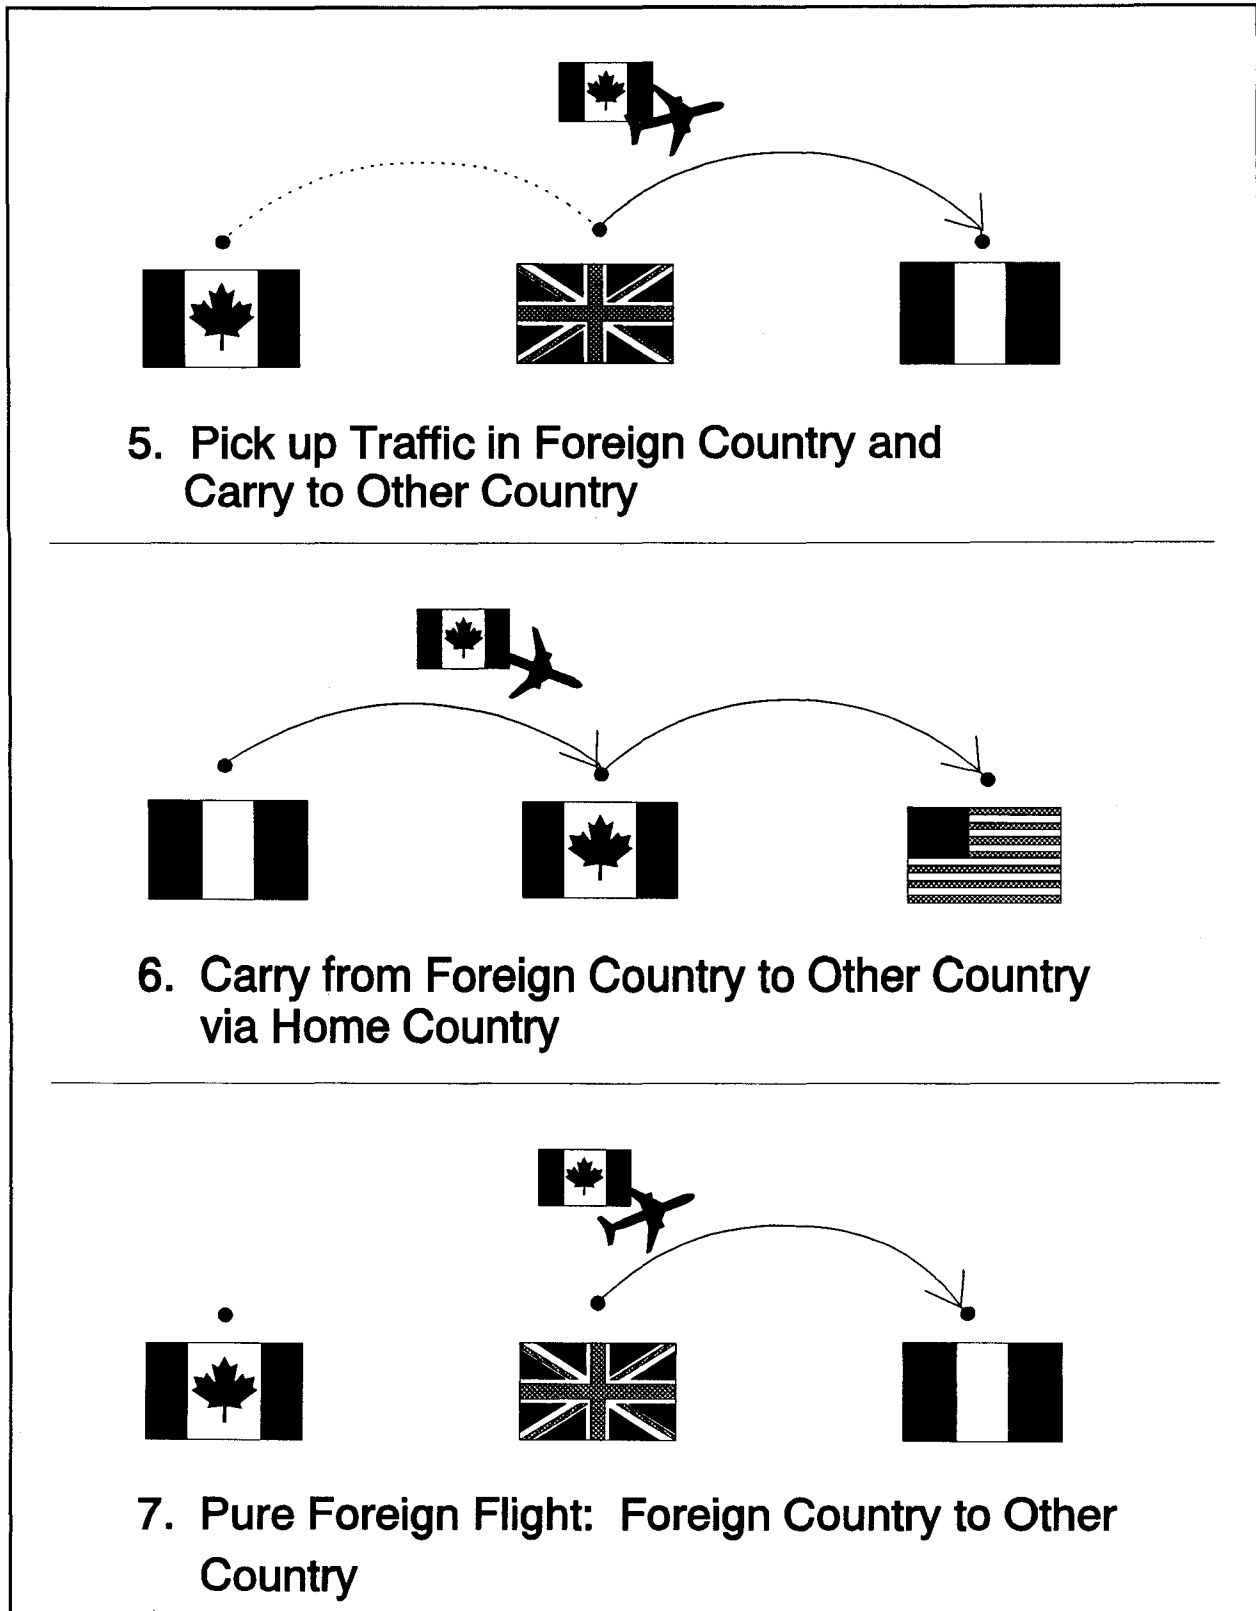 5. Pick up Traffic in Foreign Country and
Carry to Other Country
6. Carry from Foreign Country to Other Country
via Home Country
7. Pure Foreign Flight: Foreign Country to Other
Country